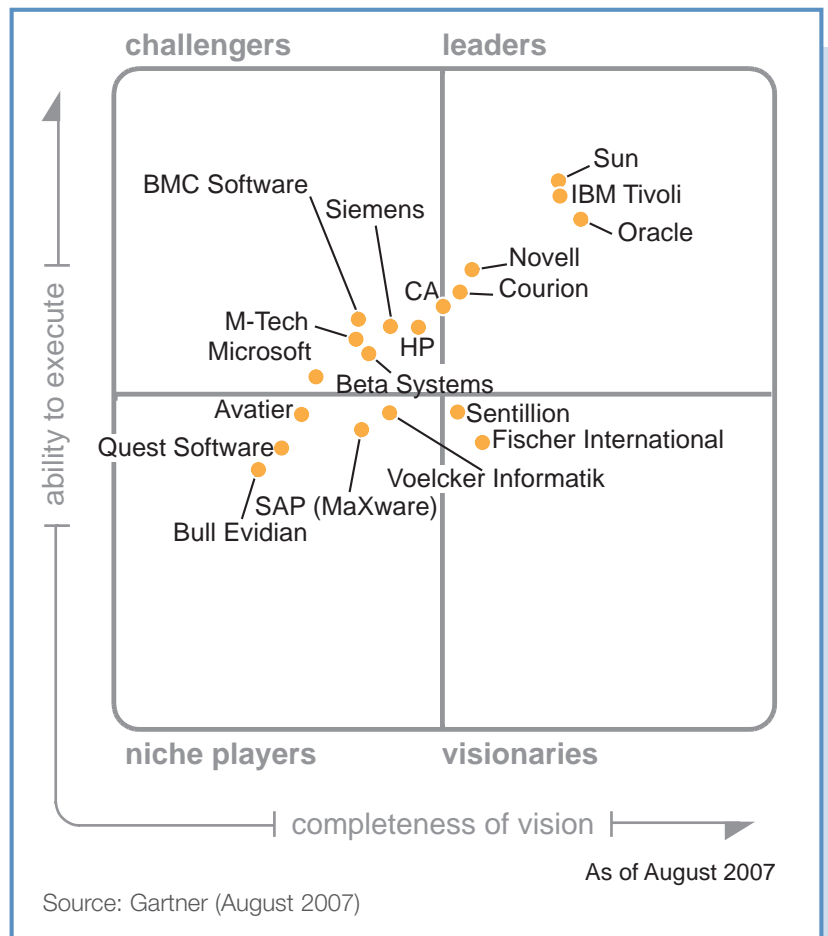 challengers
leaders
Sun
BMC Software
IBM Tivoli
Siemens
Oracle
Novell
CA
Courion
M-Tech
HP
Microsoft
Beta Systems
Avatier
Sentillion
Quest Software
Fischer International
Voelcker Informatik
SAP (MaXware)
Bull Evidian
ability to execute
niche players
visionaries
completeness of vision
As of August 2007
Source: Gartner (August 2007)